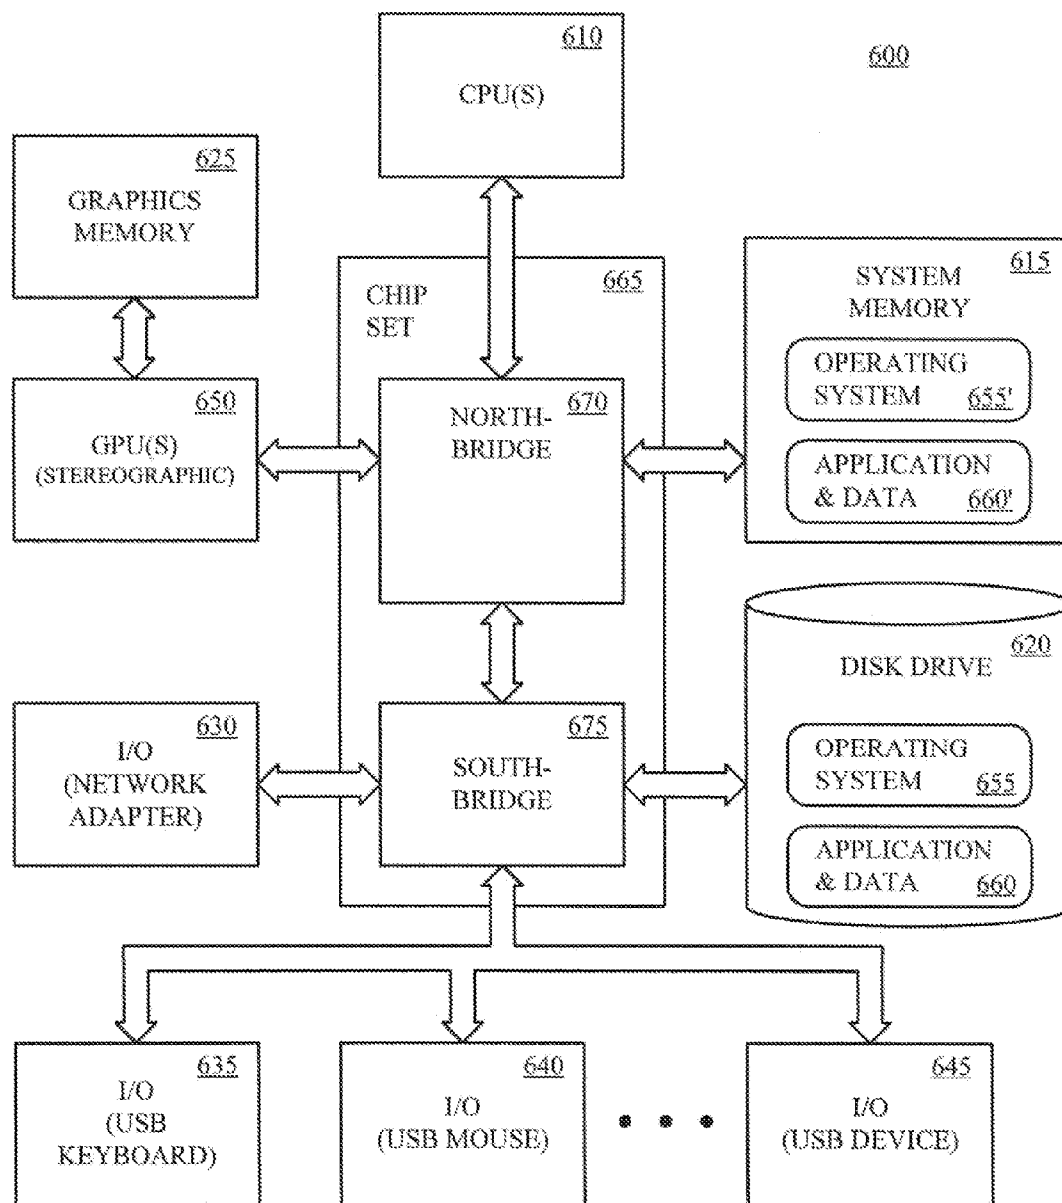 610
CPU(S)
600
625
GRAPHICS
MEMORY
665
CHIP
SET
615
SYSTEM
MEMORY
OPERATING
SYSTEM 655'
APPLICATION
& DATA 660'
650
GPU(S)
(STEREOGRAPHIC)
670
NORTH-
BRIDGE
620
DISK DRIVE
OPERATING
SYSTEM 655
APPLICATION
& DATA 660
630
I/O
(NETWORK
ADAPTER)
675
SOUTH-
BRIDGE
635
I/O
(USB
KEYBOARD)
640
I/O
(USB MOUSE)
• • •
645
I/O
(USB DEVICE)